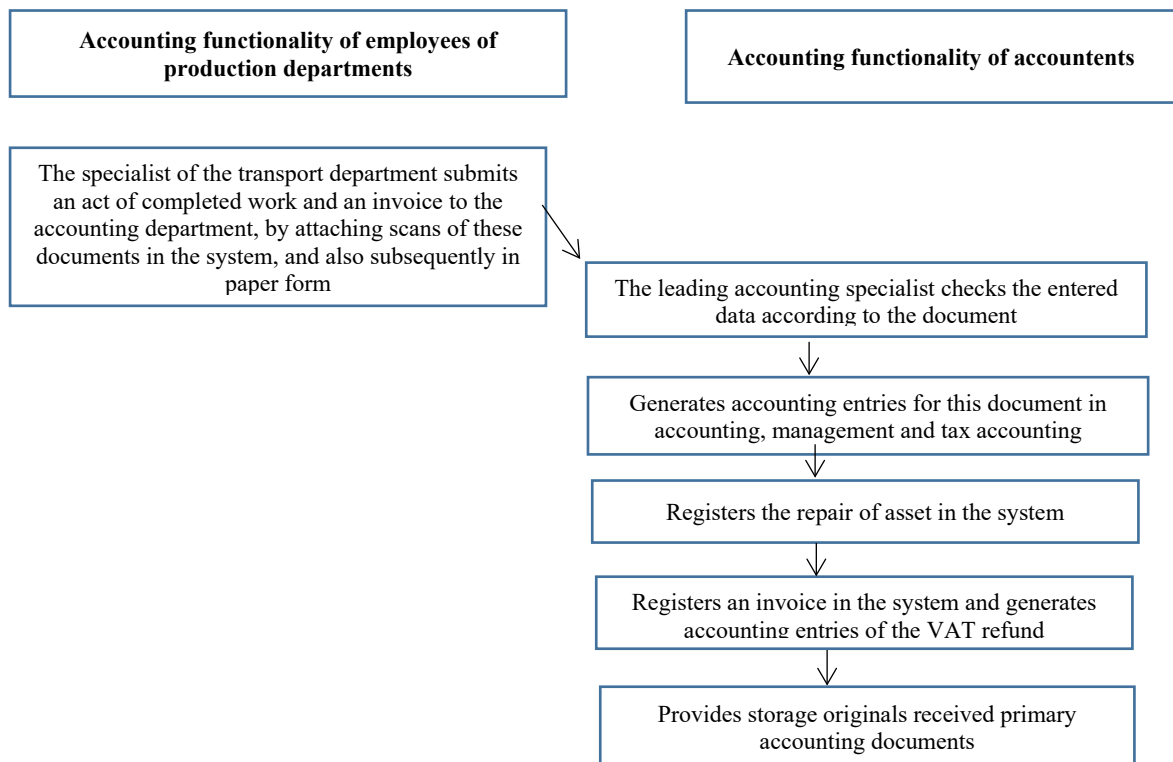 Accounting functionality of employees of
production departments
Accounting functionality of accountents
The specialist of the transport department submits
an act of completed work and an invoice to the
accounting department, by attaching scans of these
documents in the system, and also subsequently in
paper form
The leading accounting specialist checks the entered
data according to the document
Generates accounting entries for this document in
accounting, management and tax accounting
Registers the repair of asset in the system
Registers an invoice in the system and generates
accounting entries of the VAT refund
Provides storage originals received primary
accounting documents